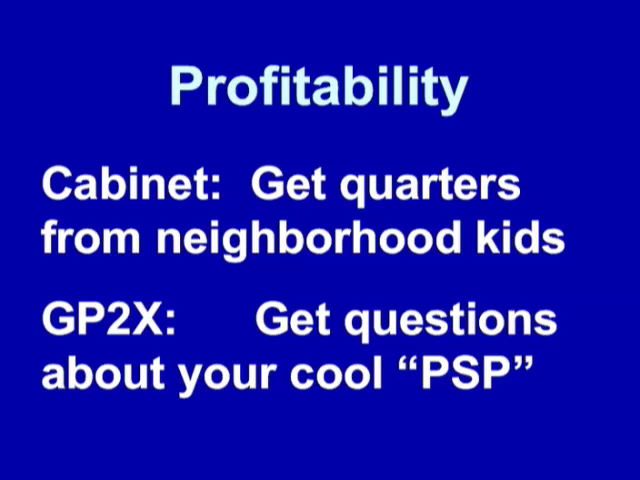 Profitability
Cabinet: Get quarters
from neighborhood kids
GP2X: Get questions
about your cool “PSP”